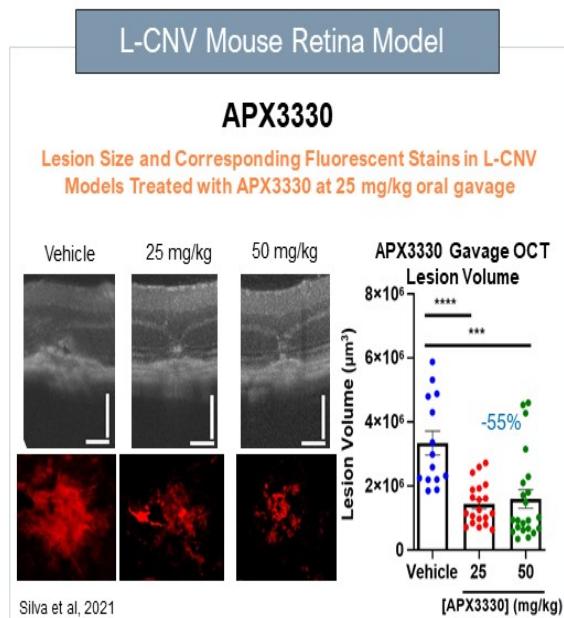 L-CNV Mouse Retina Model
APX3330
Lesion Size and Corresponding Fluorescent Stains in L-CNV
Models Treated with APX3330 at 25 mg/kg oral gavage
Vehicle 25 mg/kg 50 mg/kg
APX3330 Gavage OCT
Lesion Volume
Lesion Volume (µm³)
8×10⁶
6×10⁶
4×10⁶
2×10⁶
0
****
***
-55%
Vehicle 25 50
[APX3330] (mg/kg)
Silva et al, 2021